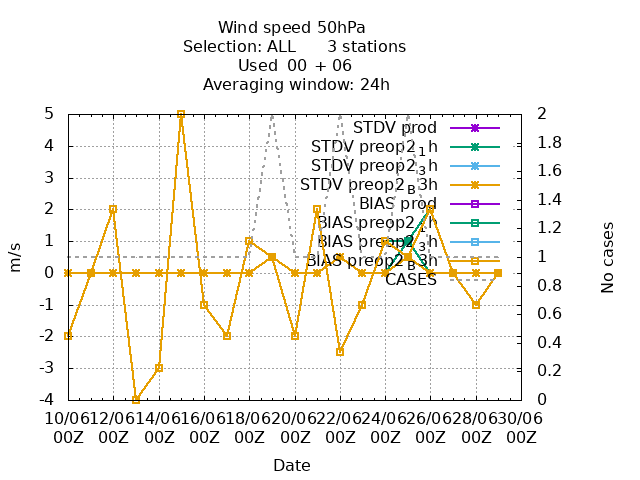 Wind speed 50hPa
Selection: ALL 3 stations
Used 00 + 06
Averaging window: 24h
5
4
3
2
1
0
-1
-2
-3
-4
m/s
2
1.8
1.6
1.4
1.2
1
0.8
0.6
0.4
0.2
0
No cases
STDV prod
STDV preop2_1h
STDV preop2_3h
STDV preop2_B3h
BIAS prod
BIAS preop2_1h
BIAS preop2_3h
BIAS preop2_B3h
CASES
10/06 12/06 14/06 16/06 18/06 20/06 22/06 24/06 26/06 28/06 30/06
00Z 00Z 00Z 00Z 00Z 00Z 00Z 00Z 00Z 00Z 00Z
Date